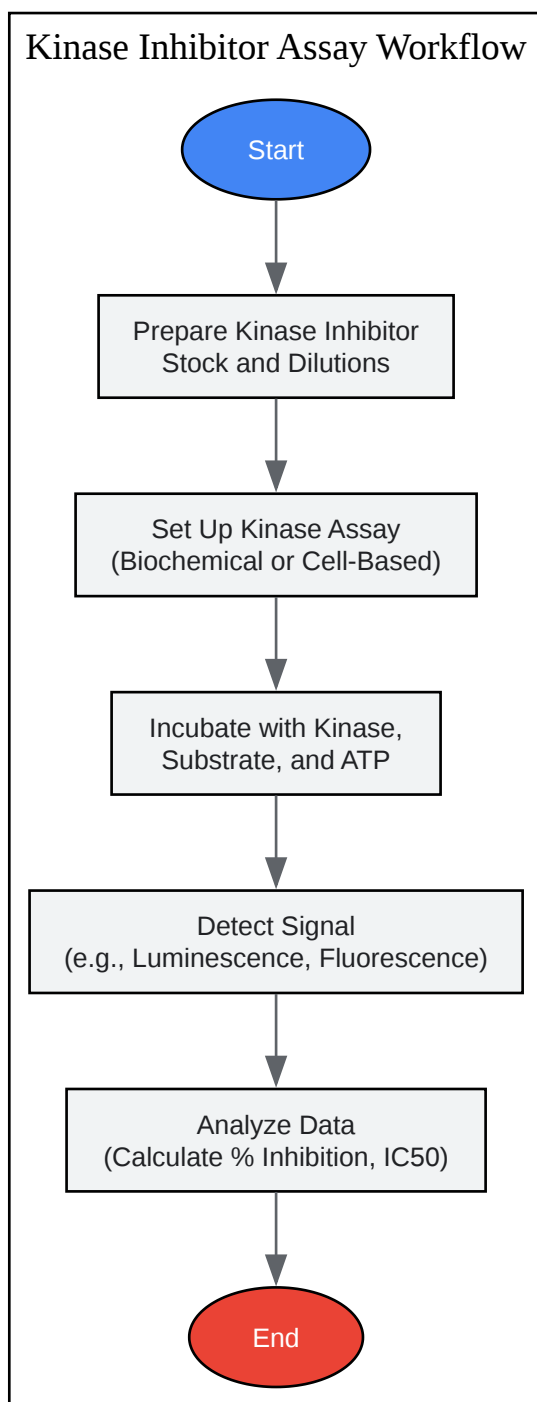 Kinase Inhibitor Assay Workflow
Start
Prepare Kinase Inhibitor
Stock and Dilutions
Set Up Kinase Assay
(Biochemical or Cell-Based)
Incubate with Kinase,
Substrate, and ATP
Detect Signal
(e.g., Luminescence, Fluorescence)
Analyze Data
(Calculate % Inhibition, IC50)
End